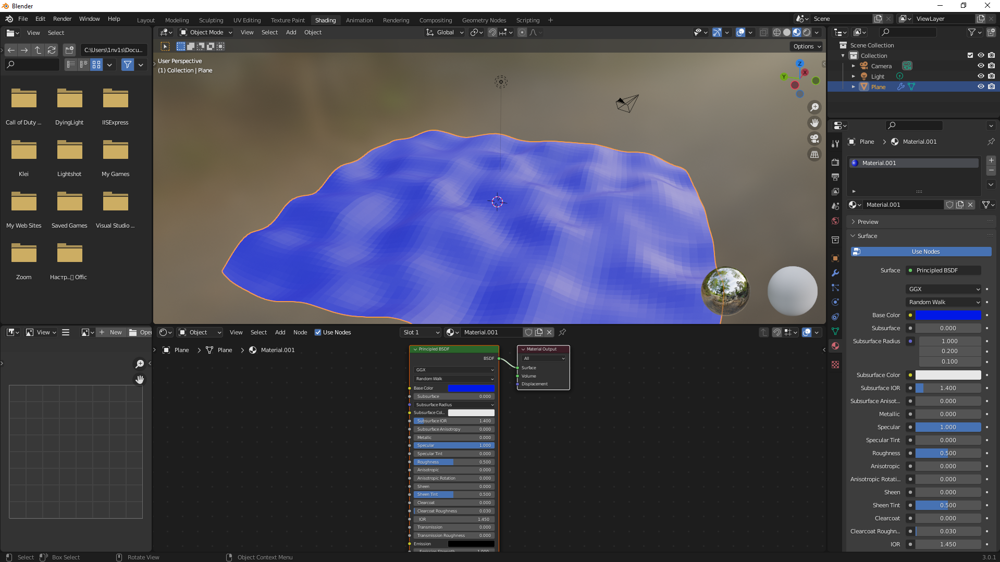 Blender
File Edit Render Window Help
Layout Modeling Sculpting UV Editing Texture Paint Shading Animation Rendering Compositing Geometry Nodes Scripting
Scene
ViewLayer
View Select
C:\Users\1nv1s\Docu...
Call of Duty ... DyingLight IISExpress
Klei Lightshot My Games
My Web Sites Saved Games Visual Studio ...
Zoom Настр...▯ Offic
Object Mode View Select Add Object
Global
Options
User Perspective
(1) Collection | Plane
Z
X
Y
Scene Collection
Collection
Camera
Light
Plane
Plane Material.001
Material.001
Material.001
Preview
Surface
Use Nodes
Surface Principled BSDF
GGX
Random Walk
Base Color
Subsurface 0.000
Subsurface Radius 1.000
0.200
0.100
Subsurface Color
Subsurface IOR 1.400
Subsurface Anisot... 0.000
Metallic 0.000
Specular 1.000
Specular Tint 0.000
Roughness 0.500
Anisotropic 0.000
Anisotropic Rotati... 0.000
Sheen 0.000
Sheen Tint 0.500
Clearcoat 0.000
Clearcoat Roughn... 0.030
IOR 1.450
View New Oper
Object View Select Add Node Use Nodes Slot 1 Material.001
Plane Plane Material.001
Principled BSDF
BSDF
GGX
Random Walk
Base Color
Subsurface 0.000
Subsurface Radius
Subsurface Col...
Subsurface IOR 1.400
Subsurface Anisotropy 0.000
Metallic 0.000
Specular 1.000
Specular Tint 0.000
Roughness 0.500
Anisotropic 0.000
Anisotropic Rotation 0.000
Sheen 0.000
Sheen Tint 0.500
Clearcoat 0.000
Clearcoat Roughness 0.030
IOR 1.450
Transmission 0.000
Transmission Roughness 0.000
Emission
Emission Strength 1.000
Material Output
All
Surface
Volume
Displacement
Select Box Select Rotate View Object Context Menu
3.0.1